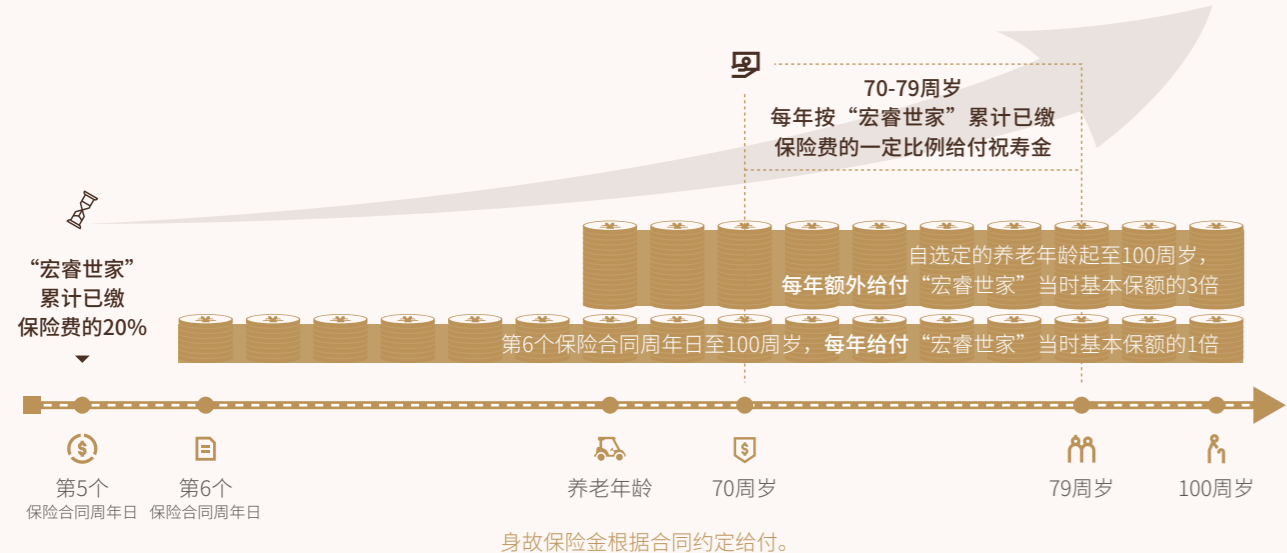 70-79周岁
每年按“宏睿世家”累计已缴
保险费的一定比例给付祝寿金
“宏睿世家”
累计已缴
保险费的20%
自选定的养老年龄起至100周岁，
每年额外给付“宏睿世家”当时基本保额的3倍
第6个保险合同周年日至100周岁，每年给付“宏睿世家”当时基本保额的1倍
第5个
保险合同周年日
第6个
保险合同周年日
养老年龄
70周岁
79周岁
100周岁
身故保险金根据合同约定给付。